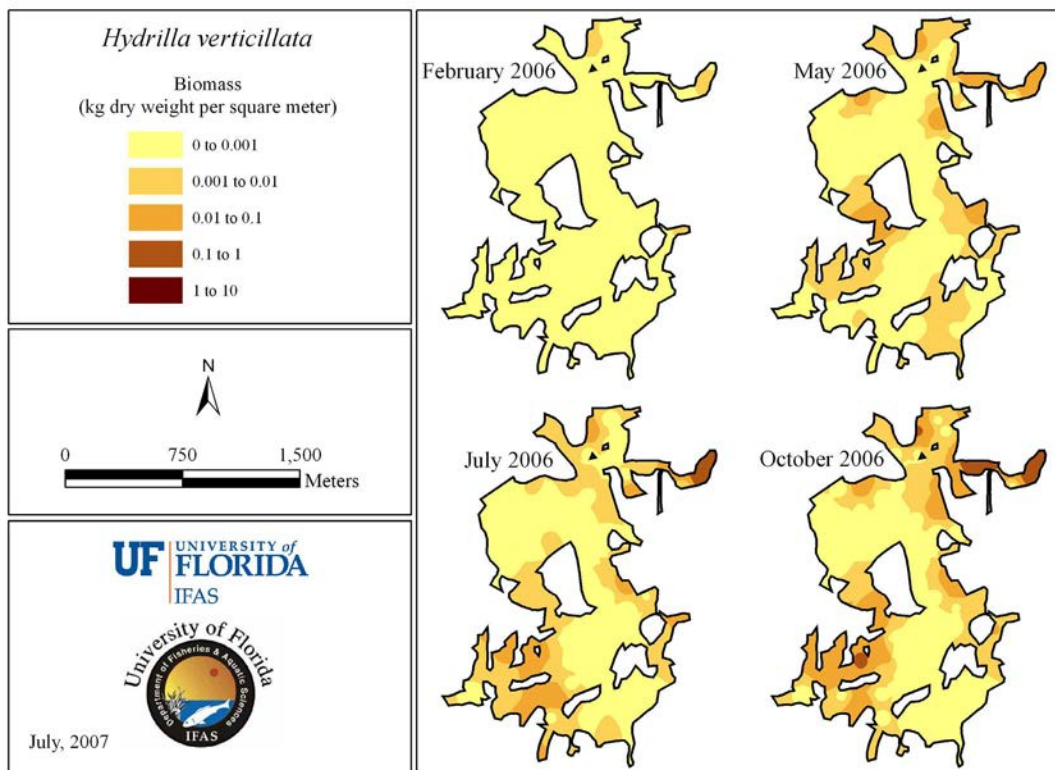 Hydrilla verticillata
Biomass
(kg dry weight per square meter)
0 to 0.001
0.001 to 0.01
0.01 to 0.1
0.1 to 1
1 to 10
N
0 750 1,500
Meters
UF UNIVERSITY of
FLORIDA
IFAS
University of Florida
Department of Fisheries & Aquatic Sciences
IFAS
July, 2007
February 2006
May 2006
July 2006
October 2006